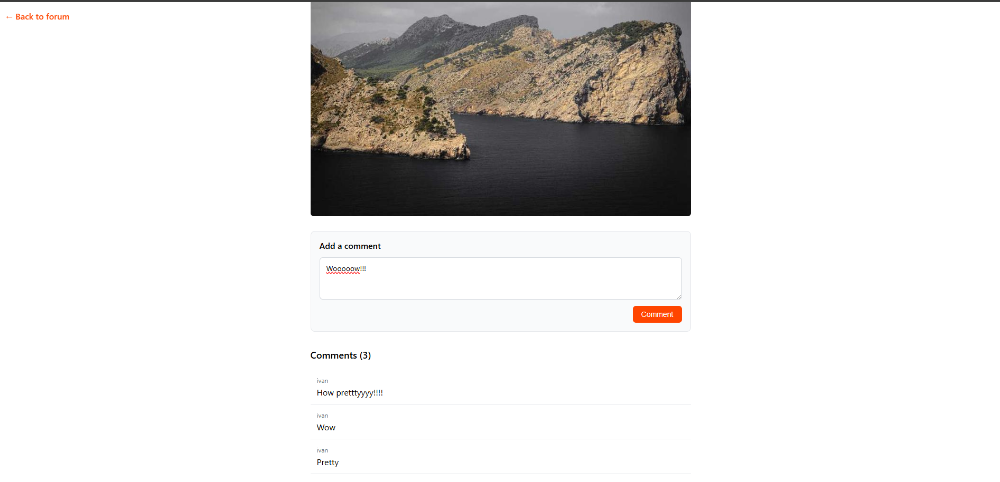 ← Back to forum
Add a comment
Wooooow!!!
Comment
Comments (3)
ivan
How pretttyyyy!!!!
ivan
Wow
ivan
Pretty